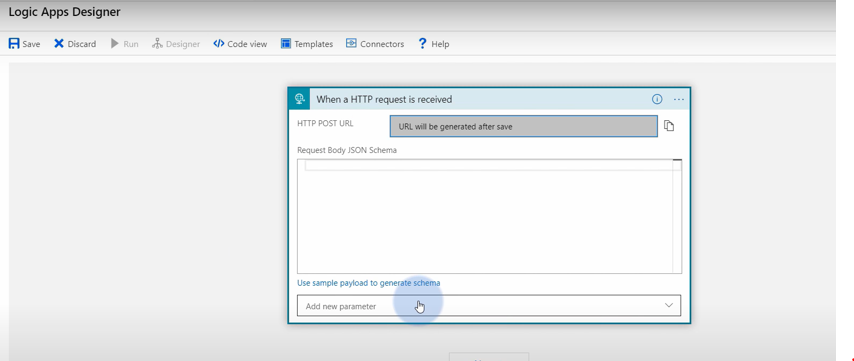 Logic Apps Designer
Save Discard Run Designer Code view Templates Connectors ? Help
When a HTTP request is received
HTTP POST URL URL will be generated after save
Request Body JSON Schema
Use sample payload to generate schema
Add new parameter